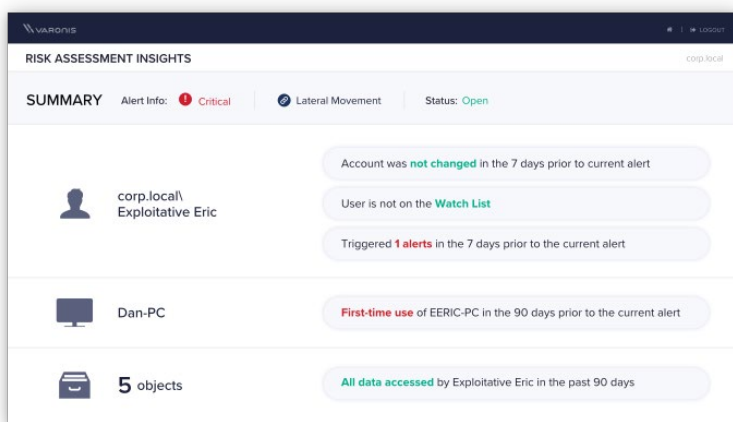 VARONIS
LOGOUT
RISK ASSESSMENT INSIGHTS
corp.local
SUMMARY Alert Info: Critical Lateral Movement Status: Open
corp.local\
Exploitative Eric
Account was not changed in the 7 days prior to current alert
User is not on the Watch List
Triggered 1 alerts in the 7 days prior to the current alert
Dan-PC
First-time use of EERIC-PC in the 90 days prior to the current alert
5 objects
All data accessed by Exploitative Eric in the past 90 days